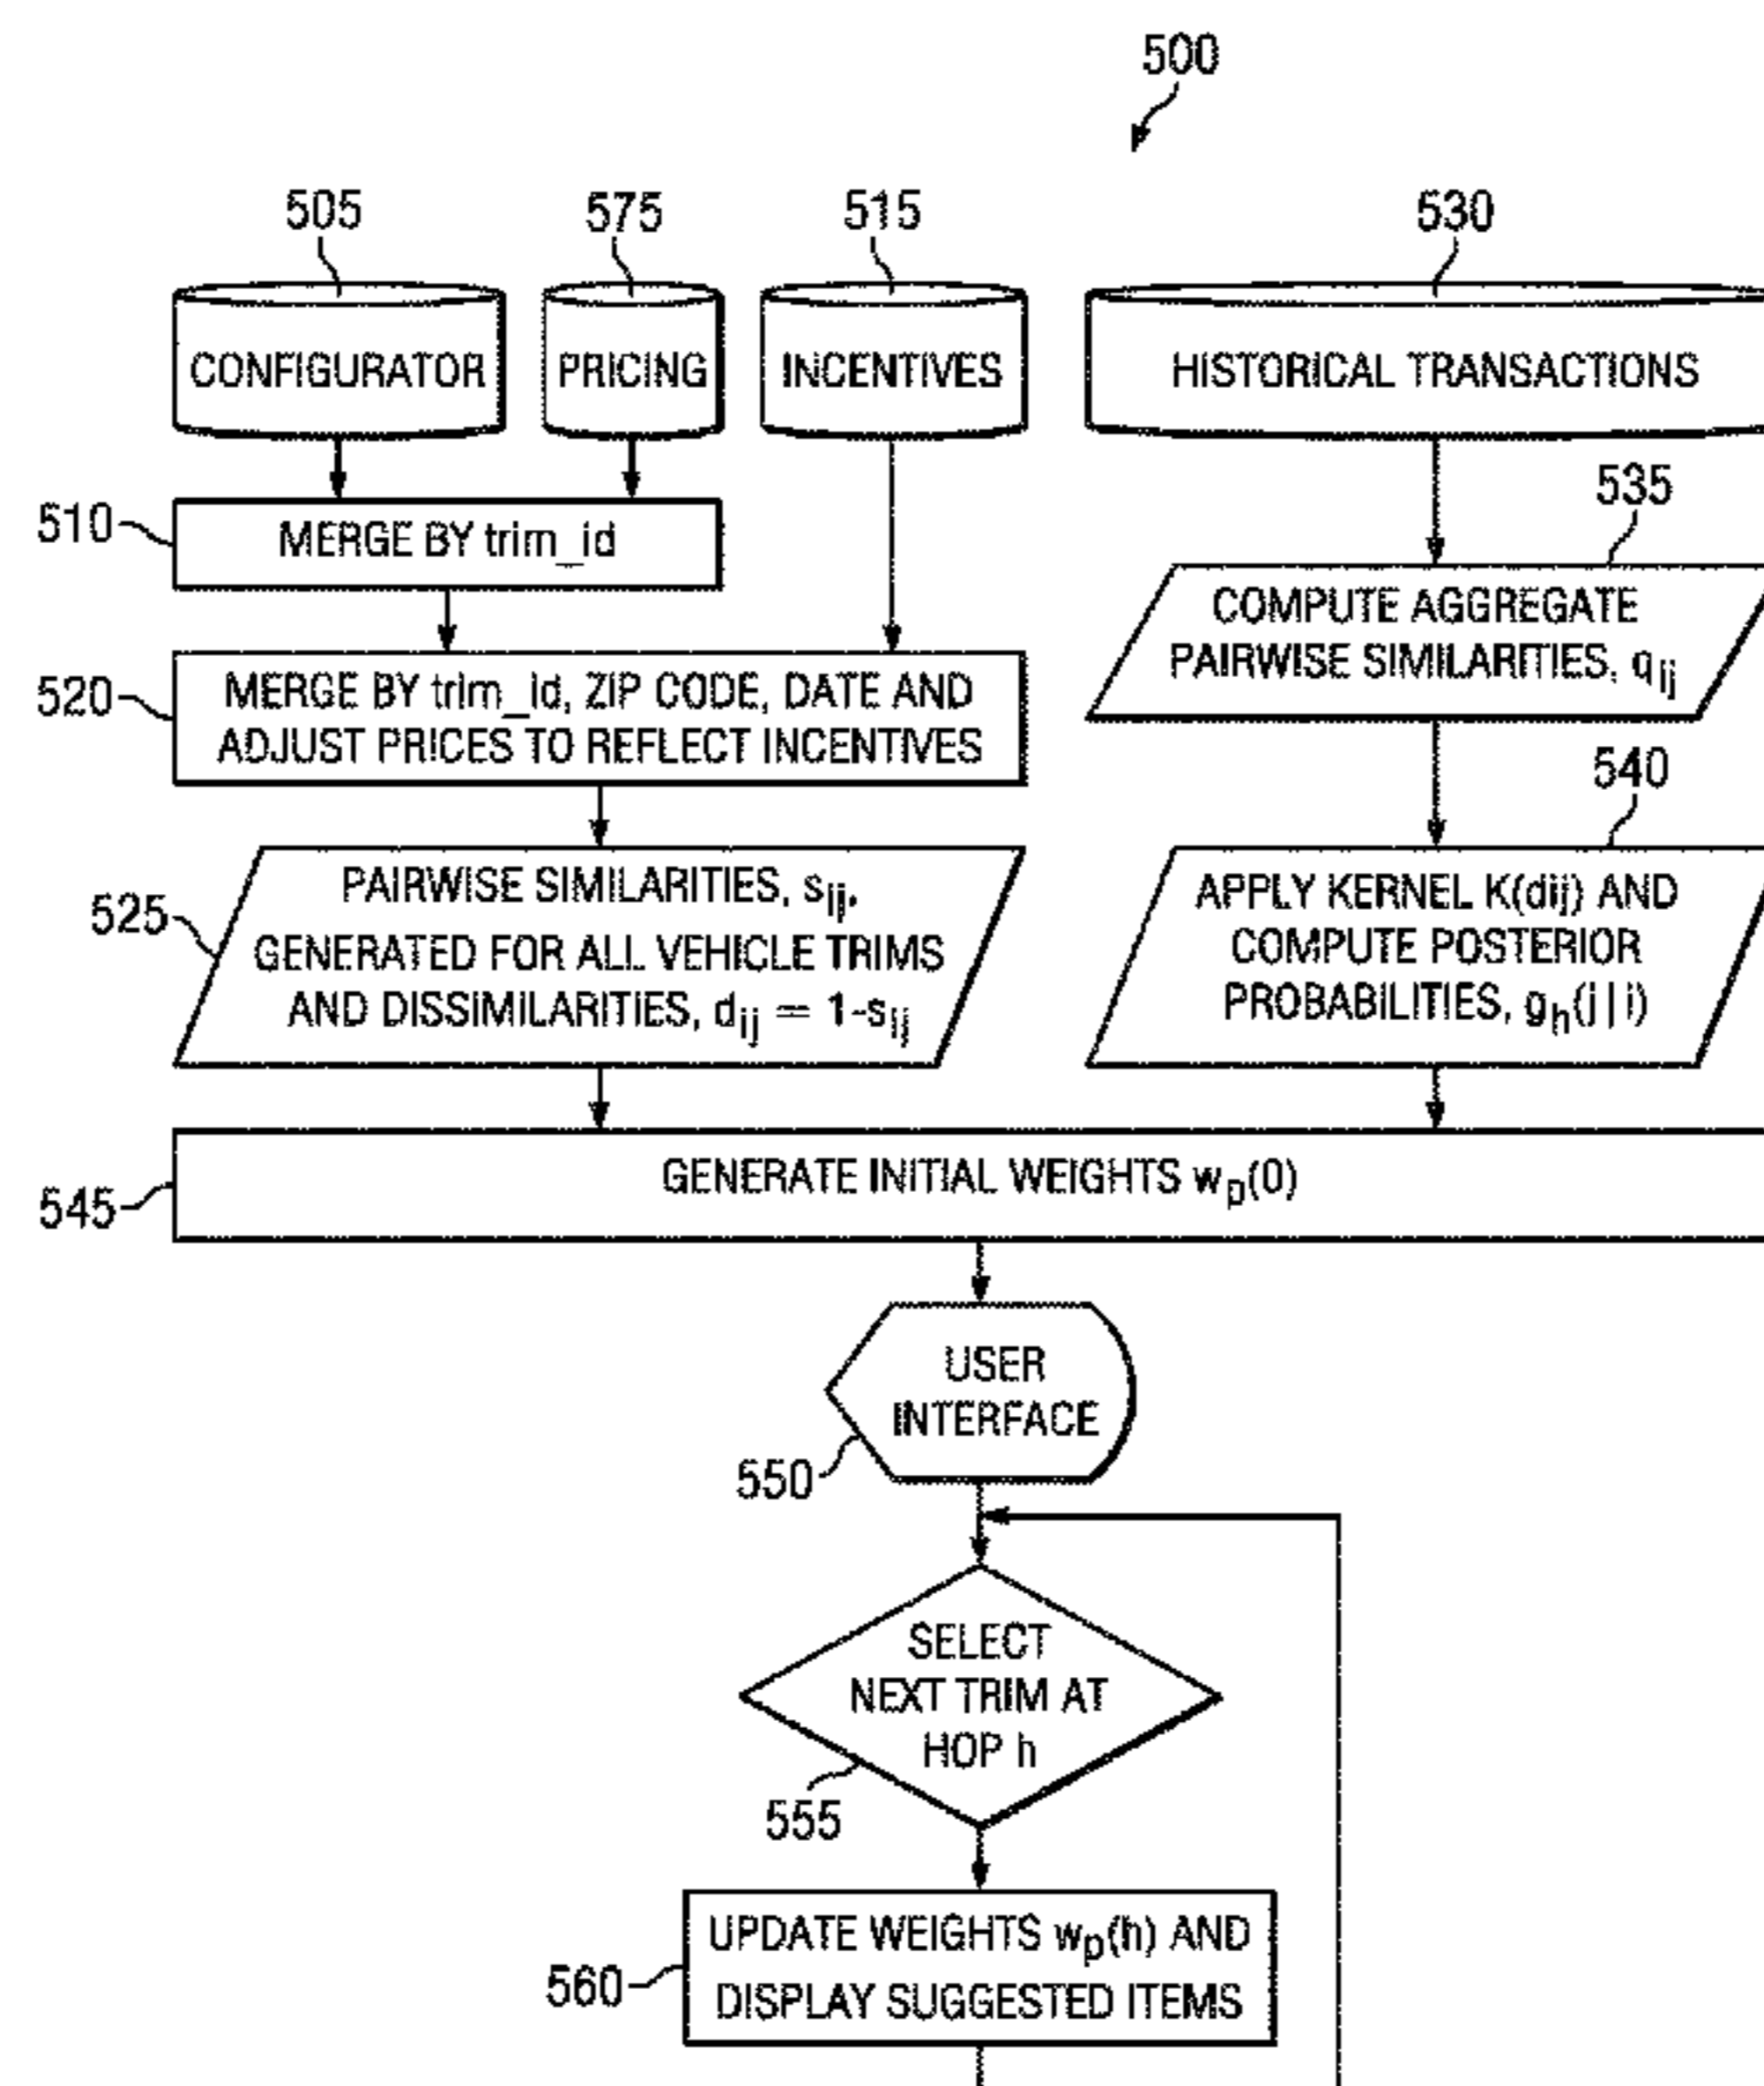 500
505
575
515
530
CONFIGURATOR
PRICING
INCENTIVES
HISTORICAL TRANSACTIONS
510
MERGE BY trim_id
535
COMPUTE AGGREGATE
PAIRWISE SIMILARITIES, qij
520
MERGE BY trim_id, ZIP CODE, DATE AND
ADJUST PRICES TO REFLECT INCENTIVES
540
525
PAIRWISE SIMILARITIES, sij,
GENERATED FOR ALL VEHICLE TRIMS
AND DISSIMILARITIES, dij = 1-sij
APPLY KERNEL K(dij) AND
COMPUTE POSTERIOR
PROBABILITIES, gh(j|i)
545
GENERATE INITIAL WEIGHTS wp(0)
USER
INTERFACE
550
SELECT
NEXT TRIM AT
HOP h
555
560
UPDATE WEIGHTS wp(h) AND
DISPLAY SUGGESTED ITEMS